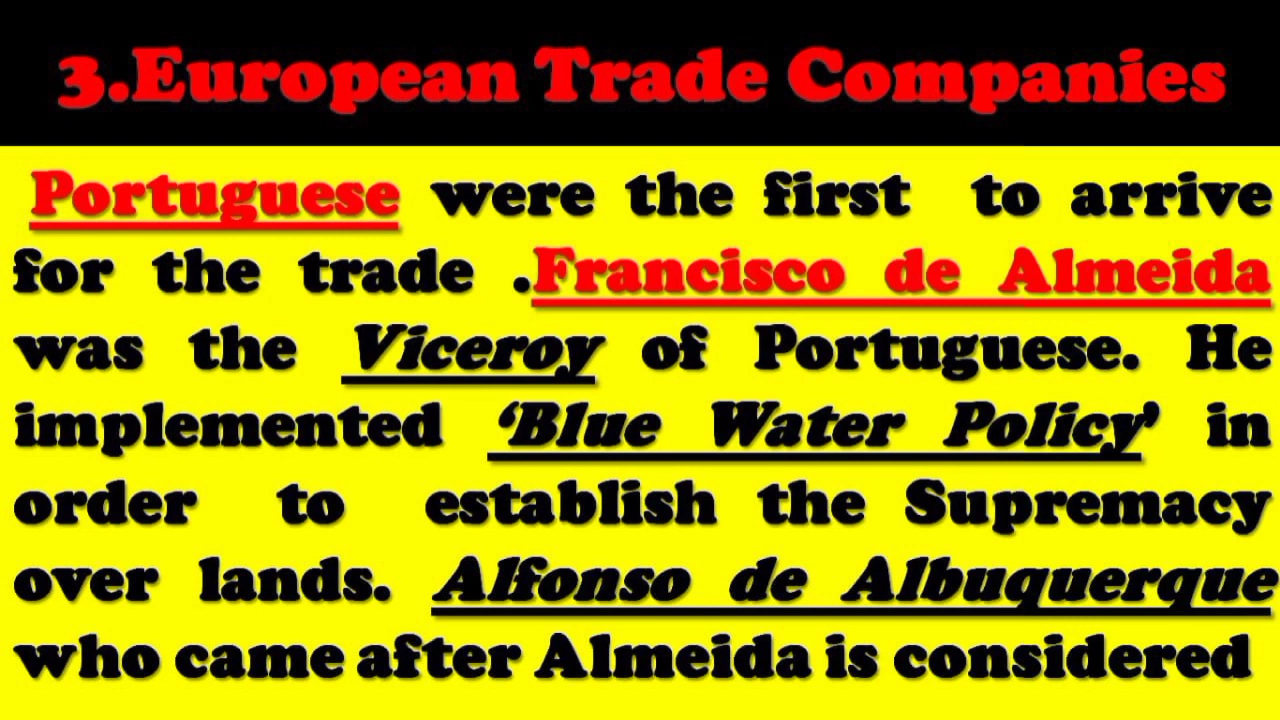 3.European Trade Companies
Portuguese were the first to arrive
for the trade .Francisco de Almeida
was the Viceroy of Portuguese. He
implemented ‘Blue Water Policy’ in
order to establish the Supremacy
over lands. Alfonso de Albuquerque
who came after Almeida is considered